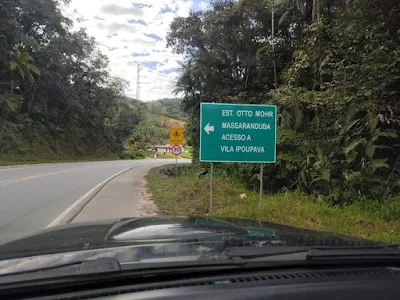 EST. OTTO MOHR
MASSARANDUBA
ACESSO A
VILA IPOUPAVA